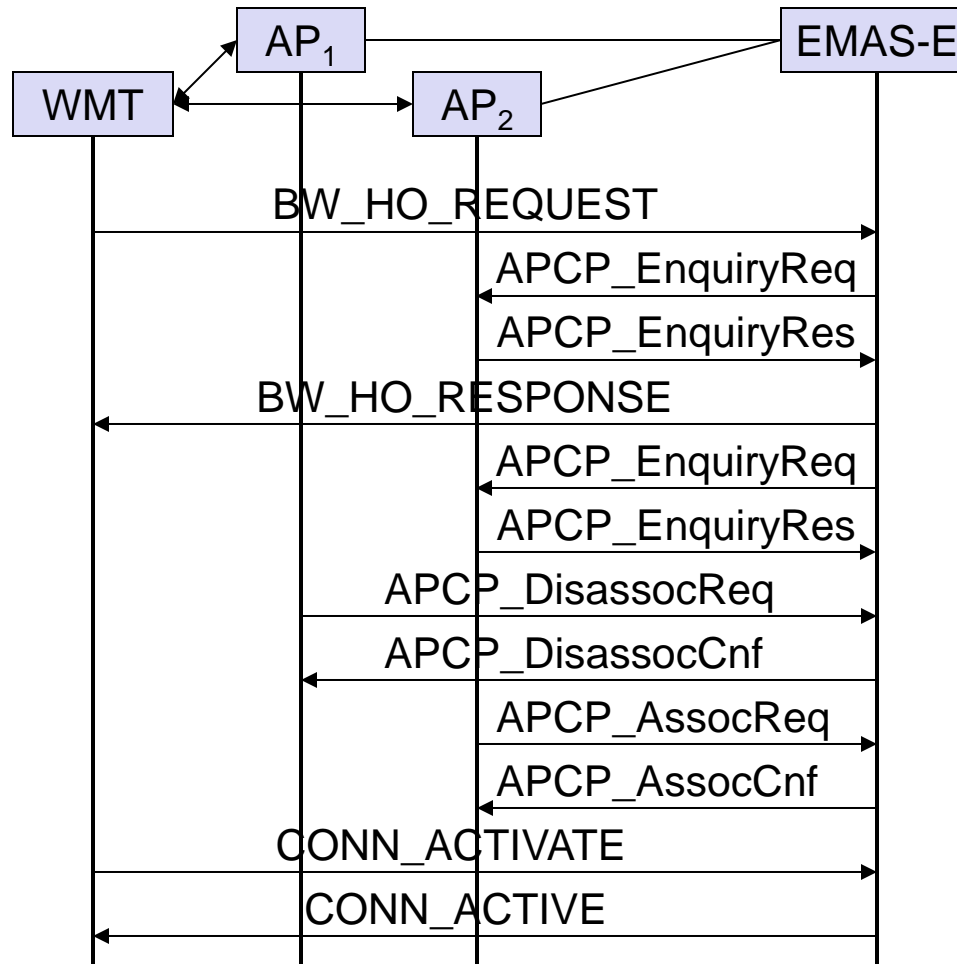 AP₁
EMAS-E
WMT
AP₂
BW_HO_REQUEST
APCP_EnquiryReq
APCP_EnquiryRes
BW_HO_RESPONSE
APCP_EnquiryReq
APCP_EnquiryRes
APCP_DisassocReq
APCP_DisassocCnf
APCP_AssocReq
APCP_AssocCnf
CONN_ACTIVATE
CONN_ACTIVE